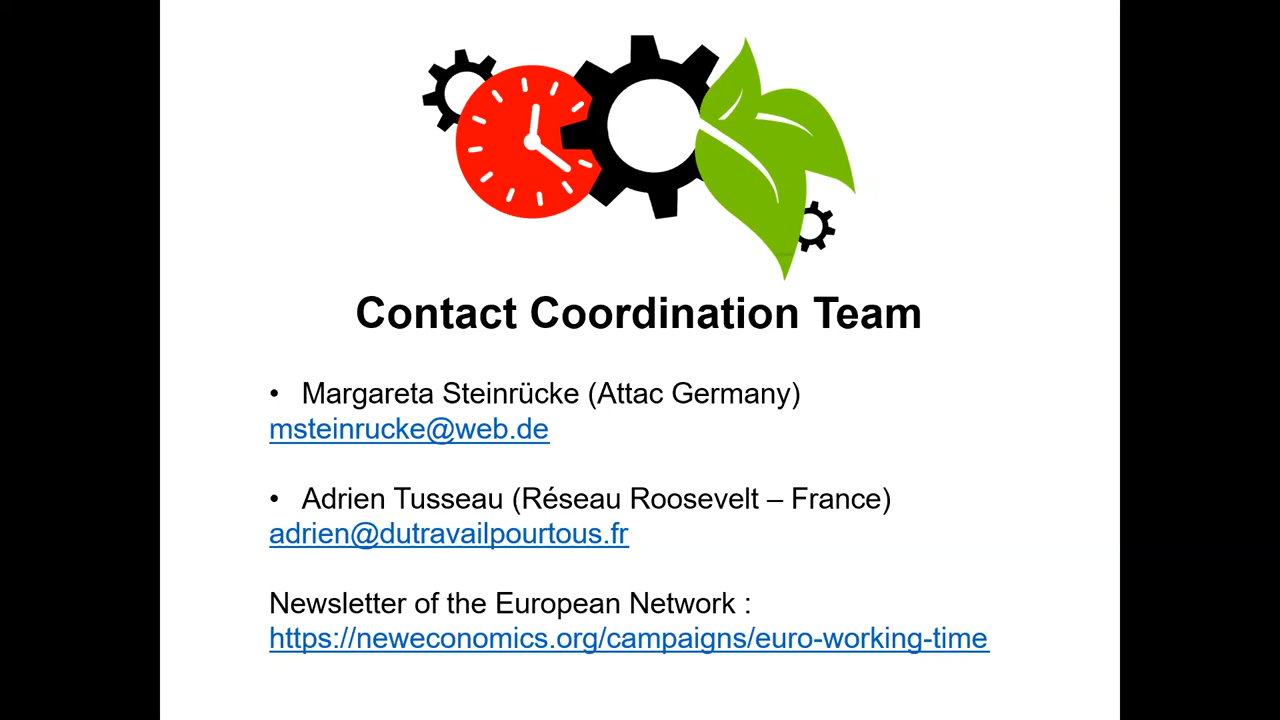 Contact Coordination Team
• Margareta Steinrücke (Attac Germany)
msteinrucke@web.de
• Adrien Tusseau (Réseau Roosevelt – France)
adrien@dutravailpourtous.fr
Newsletter of the European Network :
https://neweconomics.org/campaigns/euro-working-time